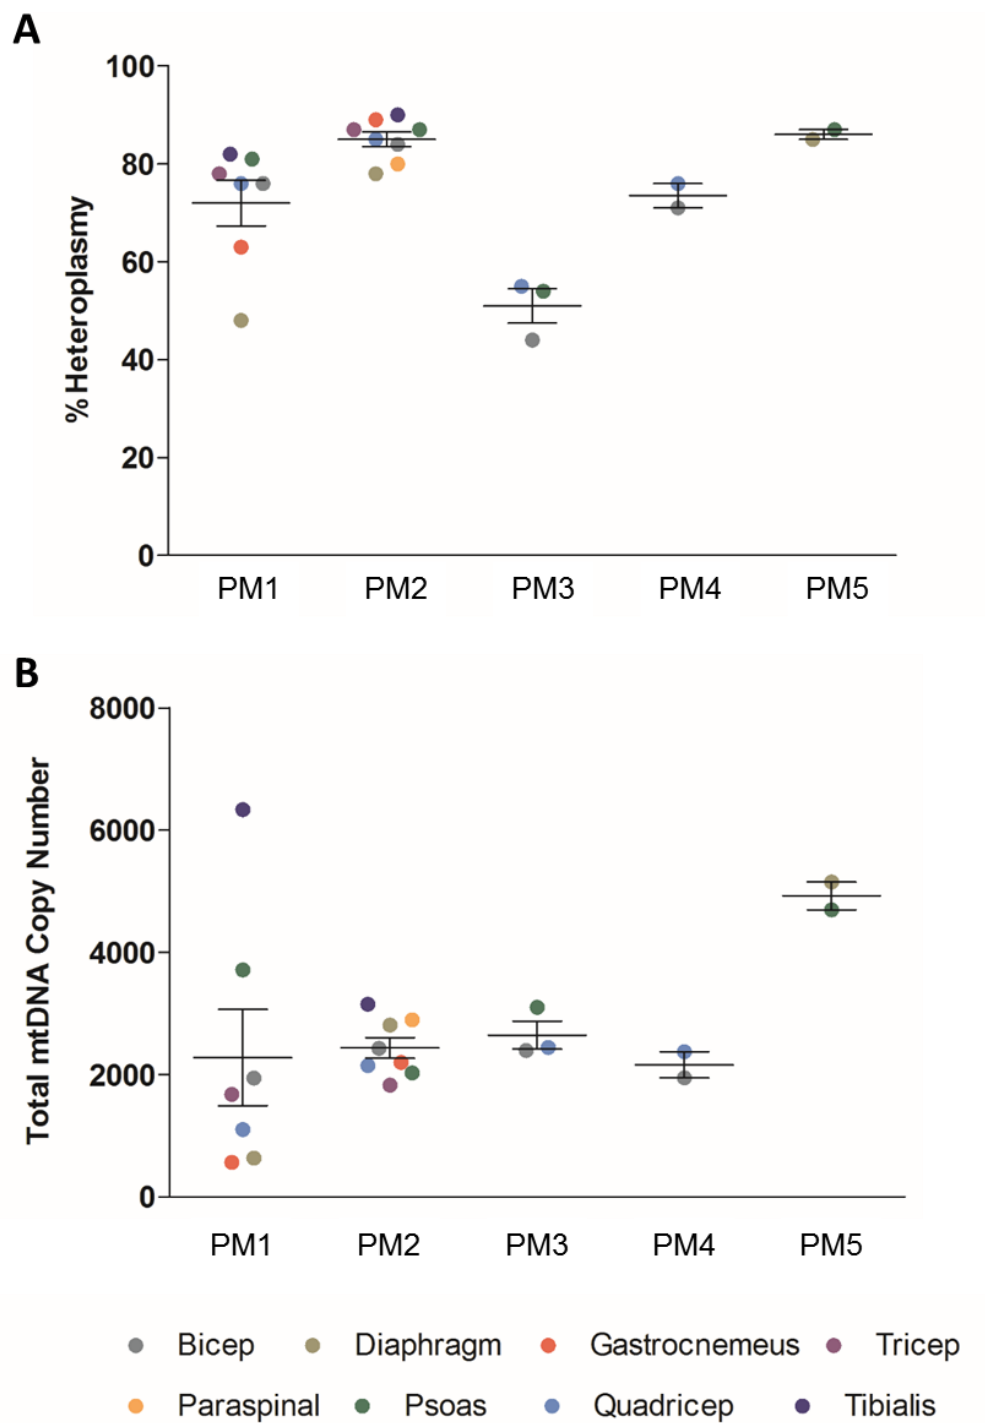 A
100
80
60
40
20
0
% Heteroplasmy
PM1 PM2 PM3 PM4 PM5
B
8000
6000
4000
2000
0
Total mtDNA Copy Number
PM1 PM2 PM3 PM4 PM5
Bicep Diaphragm Gastrocnemeus Tricep
Paraspinal Psoas Quadricep Tibialis